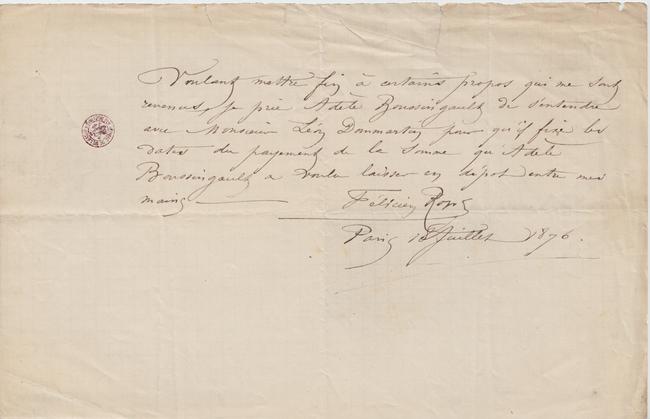 Voulant mettre fin à certains propos qui me sont
revenus, je prie Adèle Boussingault de s'entendre
avec Monsieur Léon Dommartin pour qu'il fixe les
dates du payement de la somme qu'Adèle
Boussingault a voulu laisser en dépot entre mes
mains
Félicien Rops
Paris Juillet 1876.